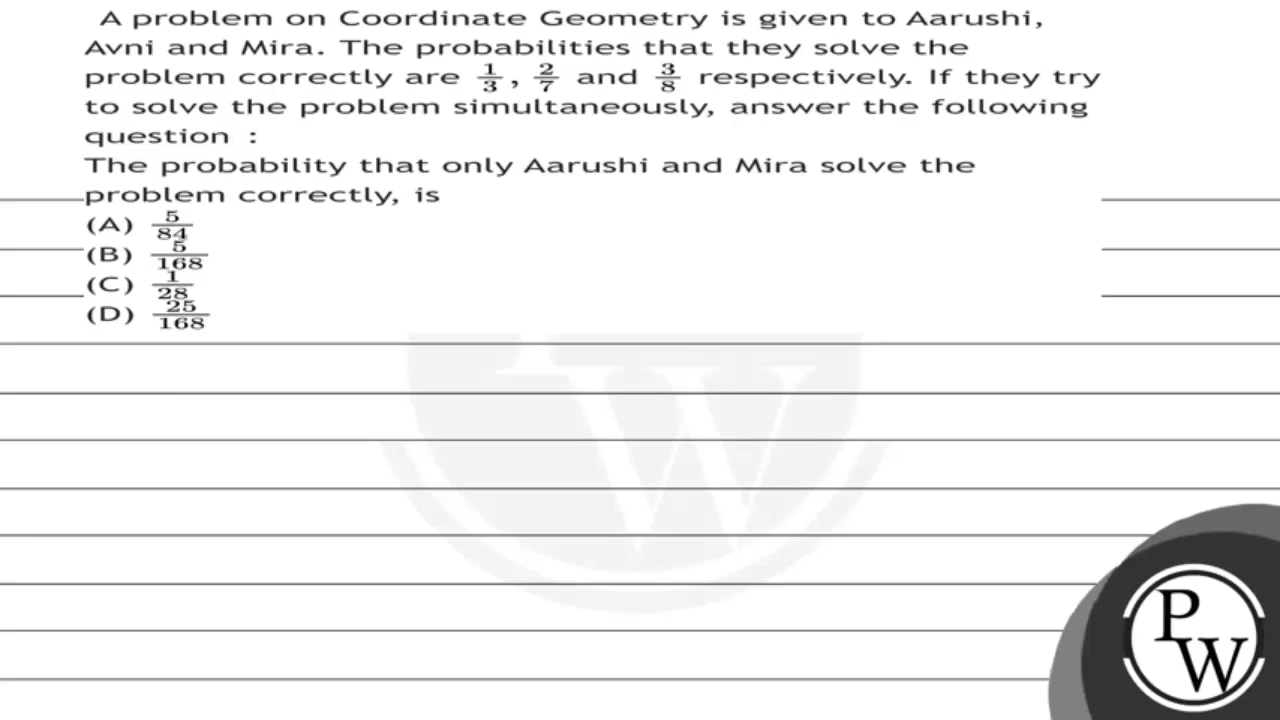 A problem on Coordinate Geometry is given to Aarushi,
Avni and Mira. The probabilities that they solve the
problem correctly are 1/3, 2/7 and 3/8 respectively. If they try
to solve the problem simultaneously, answer the following
question :
The probability that only Aarushi and Mira solve the
problem correctly, is
(A) 5/84
(B) 5/168
(C) 1/28
(D) 25/168
W
P
W